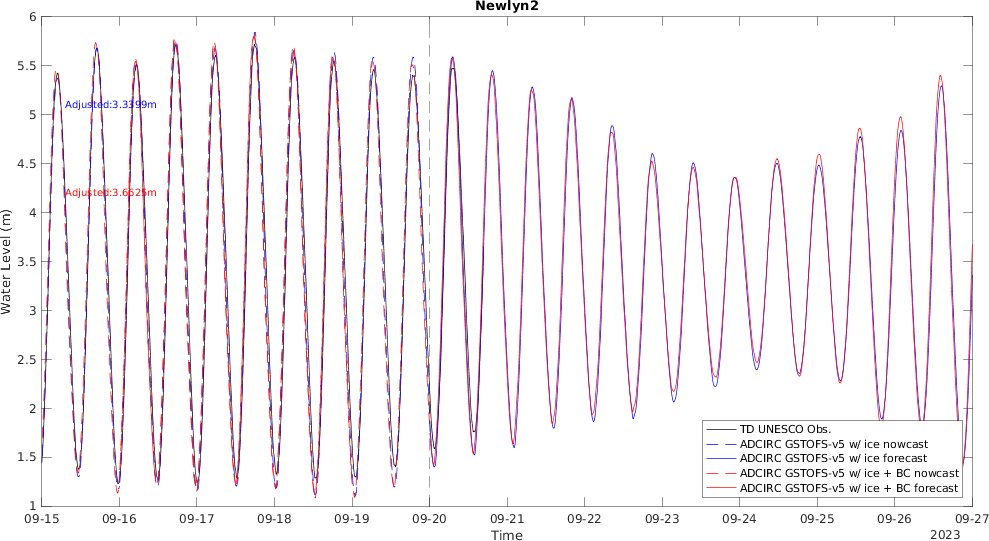 Newlyn2
6
5.5
5
4.5
4
3.5
3
2.5
2
1.5
1
Water Level (m)
Adjusted:3.3399m
Adjusted:3.6525m
TD UNESCO Obs.
ADCIRC GSTOFS-v5 w/ ice nowcast
ADCIRC GSTOFS-v5 w/ ice forecast
ADCIRC GSTOFS-v5 w/ ice + BC nowcast
ADCIRC GSTOFS-v5 w/ ice + BC forecast
09-15 09-16 09-17 09-18 09-19 09-20 09-21 09-22 09-23 09-24 09-25 09-26 09-27
Time
2023